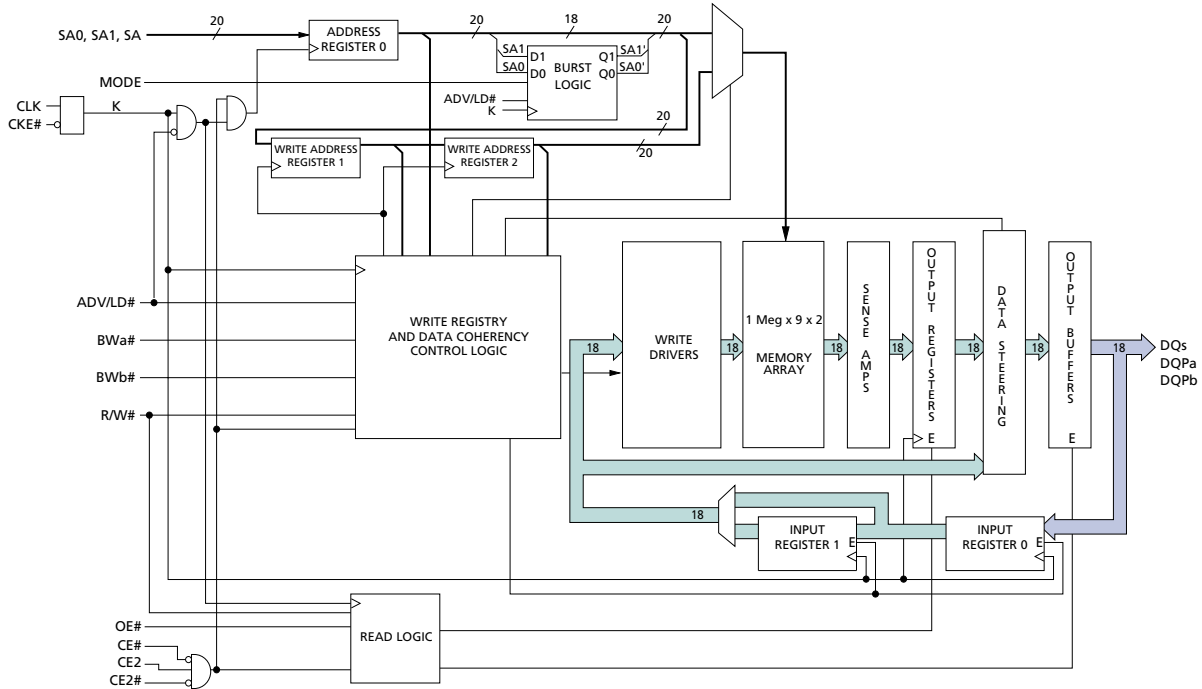 20
20
18
20
SA0, SA1, SA
ADDRESS
REGISTER 0
SA1
SA0
D1
D0
BURST
LOGIC
Q1
Q0
SA1'
SA0'
MODE
ADV/LD#
K
CLK
CKE#
K
20
20
WRITE ADDRESS
REGISTER 1
WRITE ADDRESS
REGISTER 2
ADV/LD#
BWa#
BWb#
R/W#
WRITE REGISTRY
AND DATA COHERENCY
CONTROL LOGIC
18
WRITE
DRIVERS
18
1 Meg x 9 x 2
MEMORY
ARRAY
18
SENSE AMPS
18
OUTPUT REGISTERS
E
18
DATA STEERING
18
OUTPUT BUFFERS
E
18
DQs
DQPa
DQPb
18
INPUT
REGISTER 1
E
INPUT
REGISTER 0
E
OE#
CE#
CE2
CE2#
READ LOGIC